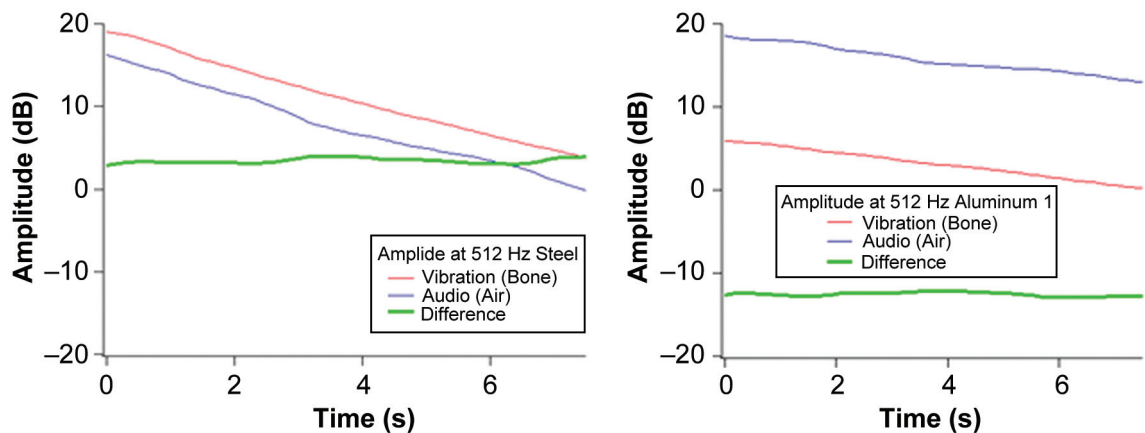 20
10
0
–10
–20
Amplitude (dB)
Amplide at 512 Hz Steel
Vibration (Bone)
Audio (Air)
Difference
0 2 4 6
Time (s)
20
10
0
–10
–20
Amplitude (dB)
Amplitude at 512 Hz Aluminum 1
Vibration (Bone)
Audio (Air)
Difference
0 2 4 6
Time (s)